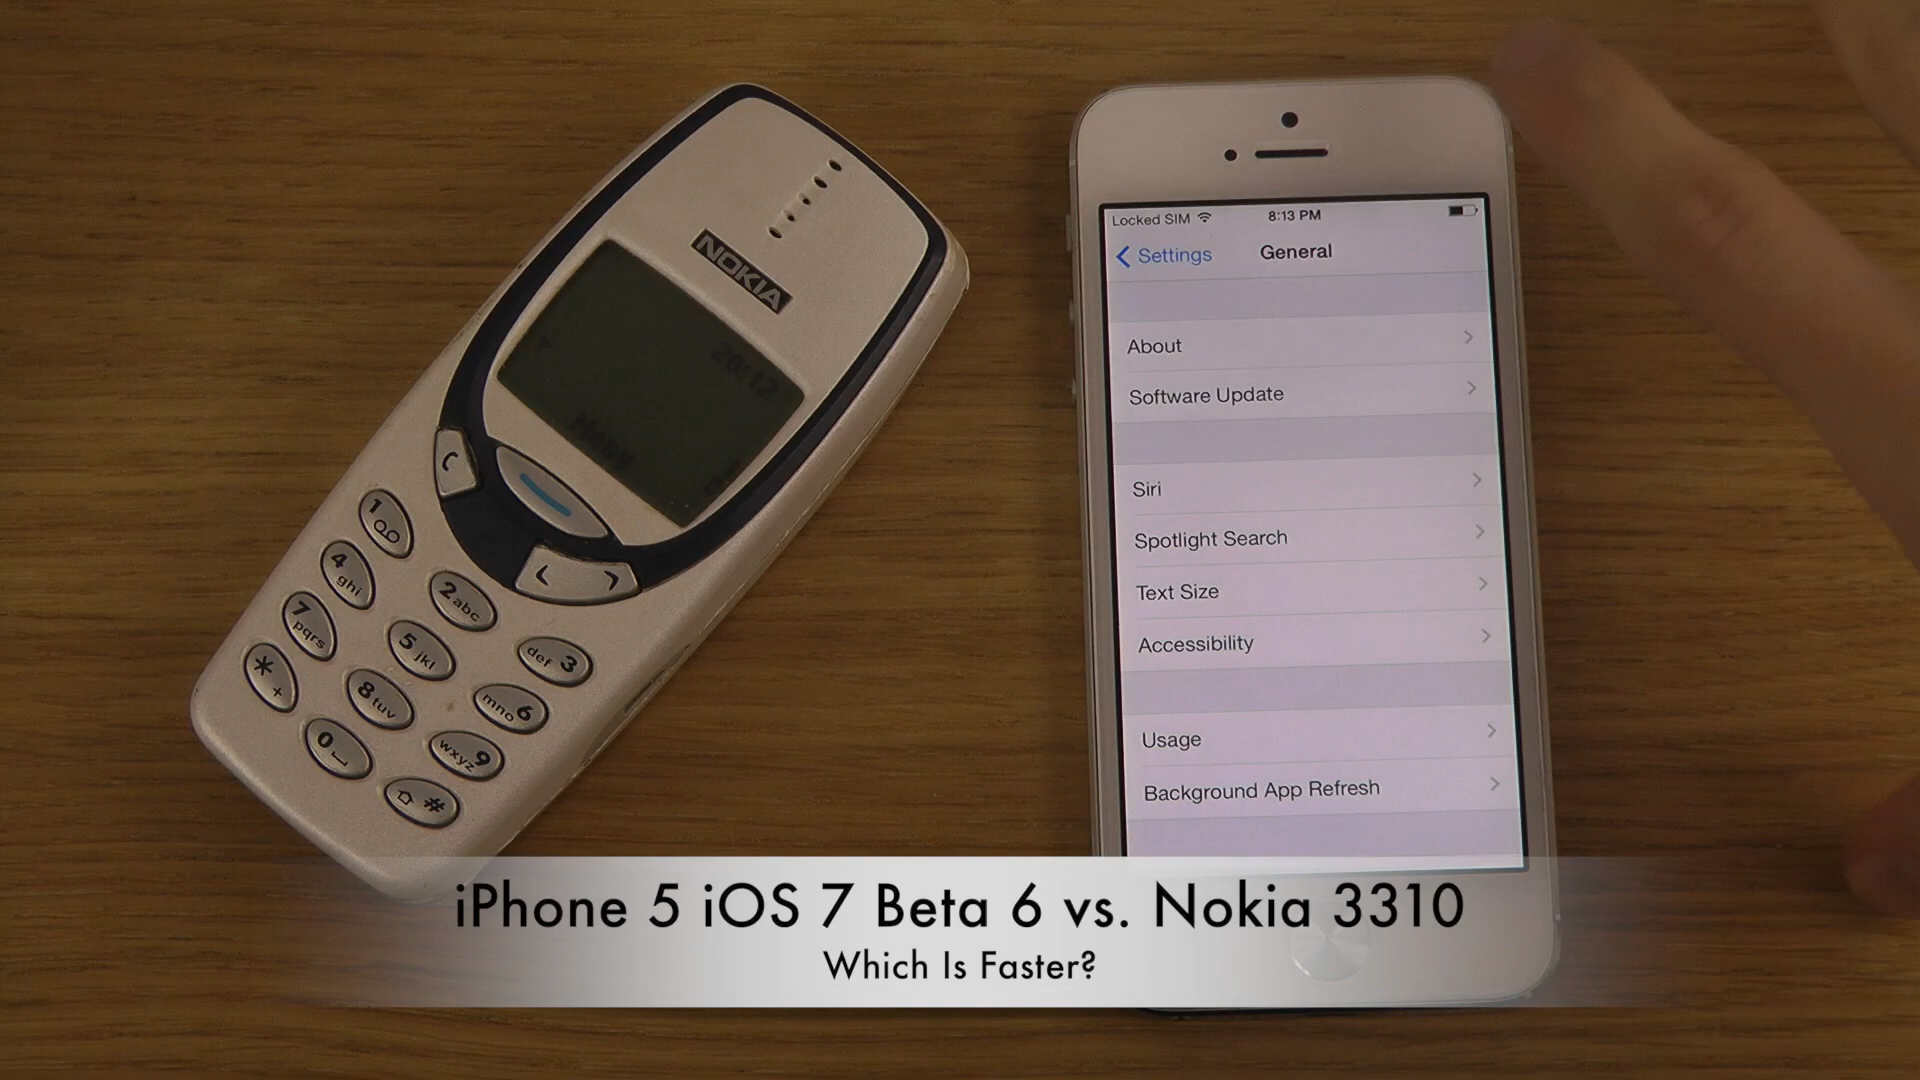 NOKIA
20:12
Menu
1
4 ghi
2 abc
7 pqrs
5 jkl
def 3
* +
8 tuv
mno 6
0
wxyz 9
#
Locked SIM 8:13 PM
Settings General
About
Software Update
Siri
Spotlight Search
Text Size
Accessibility
Usage
Background App Refresh
iPhone 5 iOS 7 Beta 6 vs. Nokia 3310
Which Is Faster?